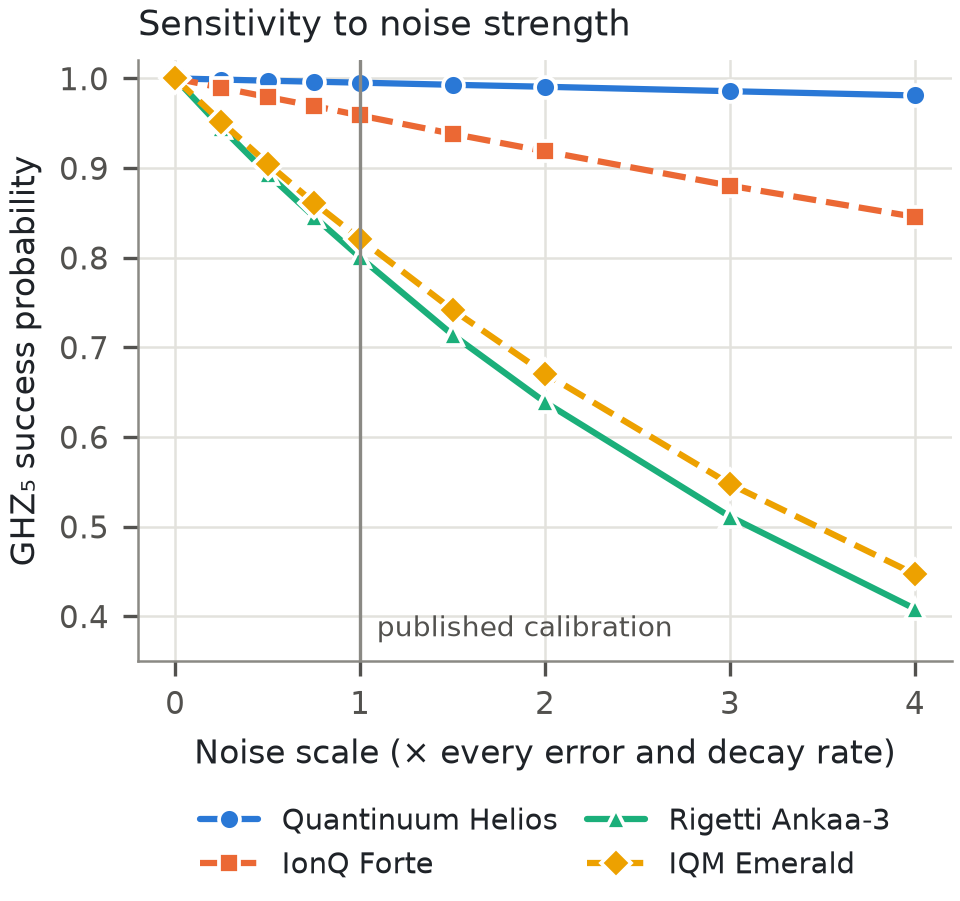 Sensitivity to noise strength
GHZ₅ success probability
1.0
0.9
0.8
0.7
0.6
0.5
0.4
published calibration
0 1 2 3 4
Noise scale (× every error and decay rate)
Quantinuum Helios Rigetti Ankaa-3
IonQ Forte IQM Emerald